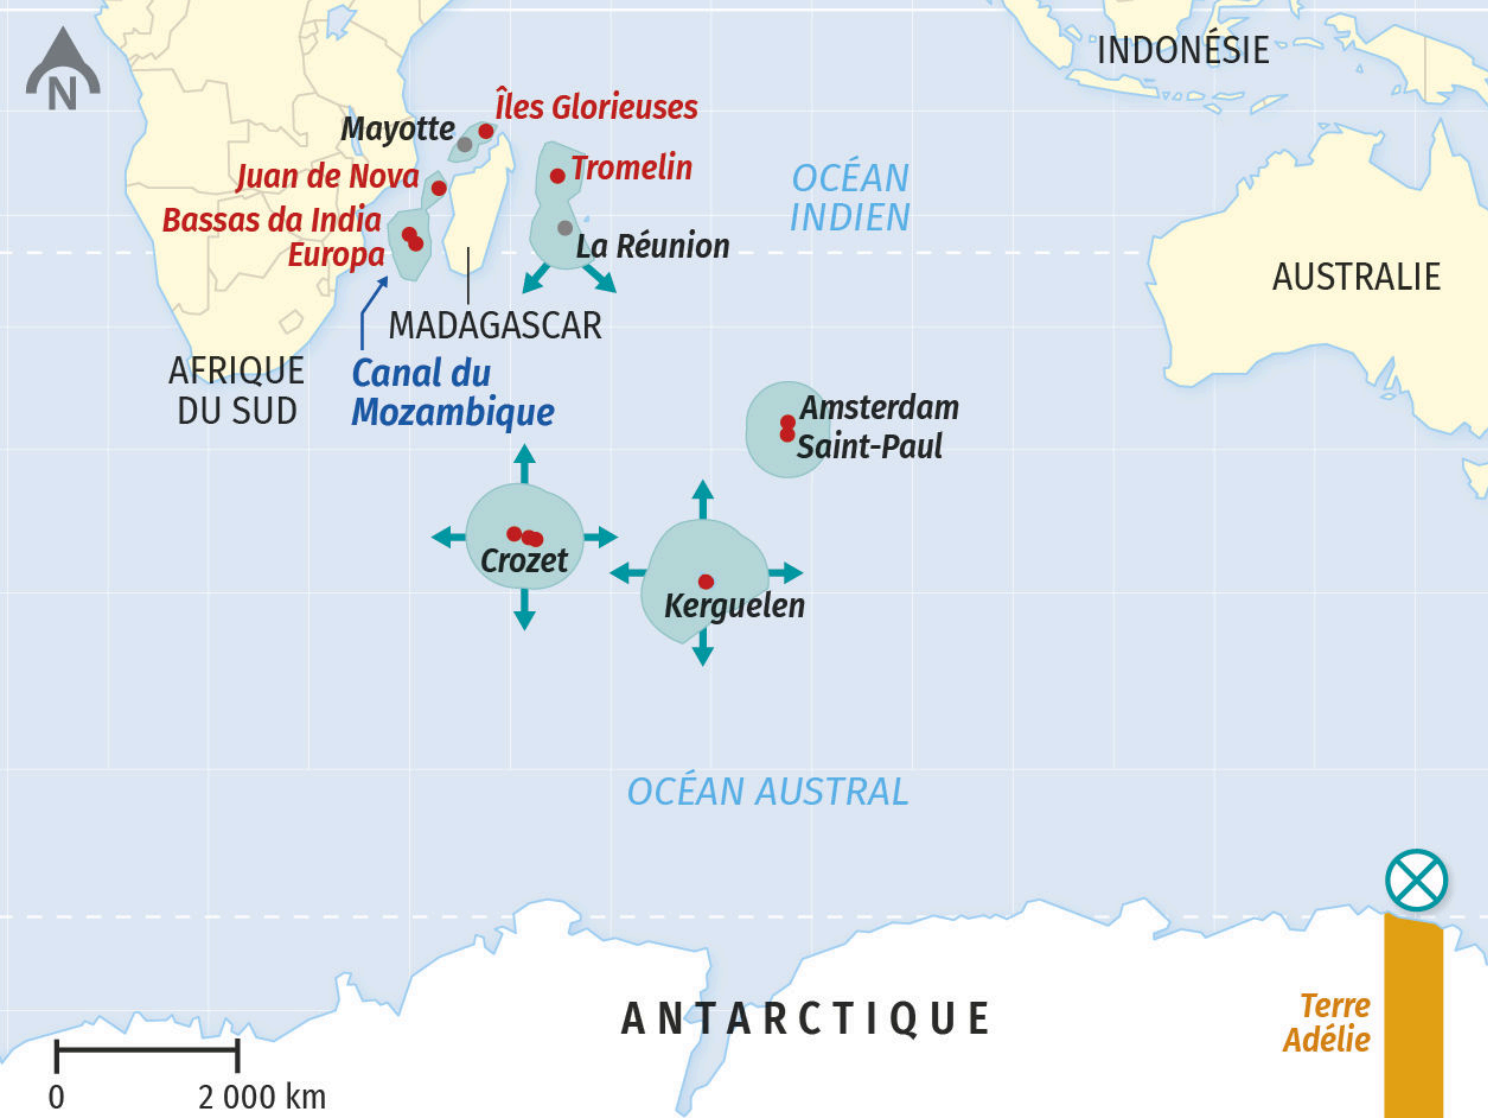 N
INDONÉSIE
Îles Glorieuses
Mayotte
Tromelin
Juan de Nova
OCÉAN
INDIEN
Bassas da India
Europa
La Réunion
AUSTRALIE
MADAGASCAR
AFRIQUE
DU SUD
Canal du
Mozambique
Amsterdam
Saint-Paul
Crozet
Kerguelen
OCÉAN AUSTRAL
ANTARCTIQUE
Terre
Adélie
0 2 000 km